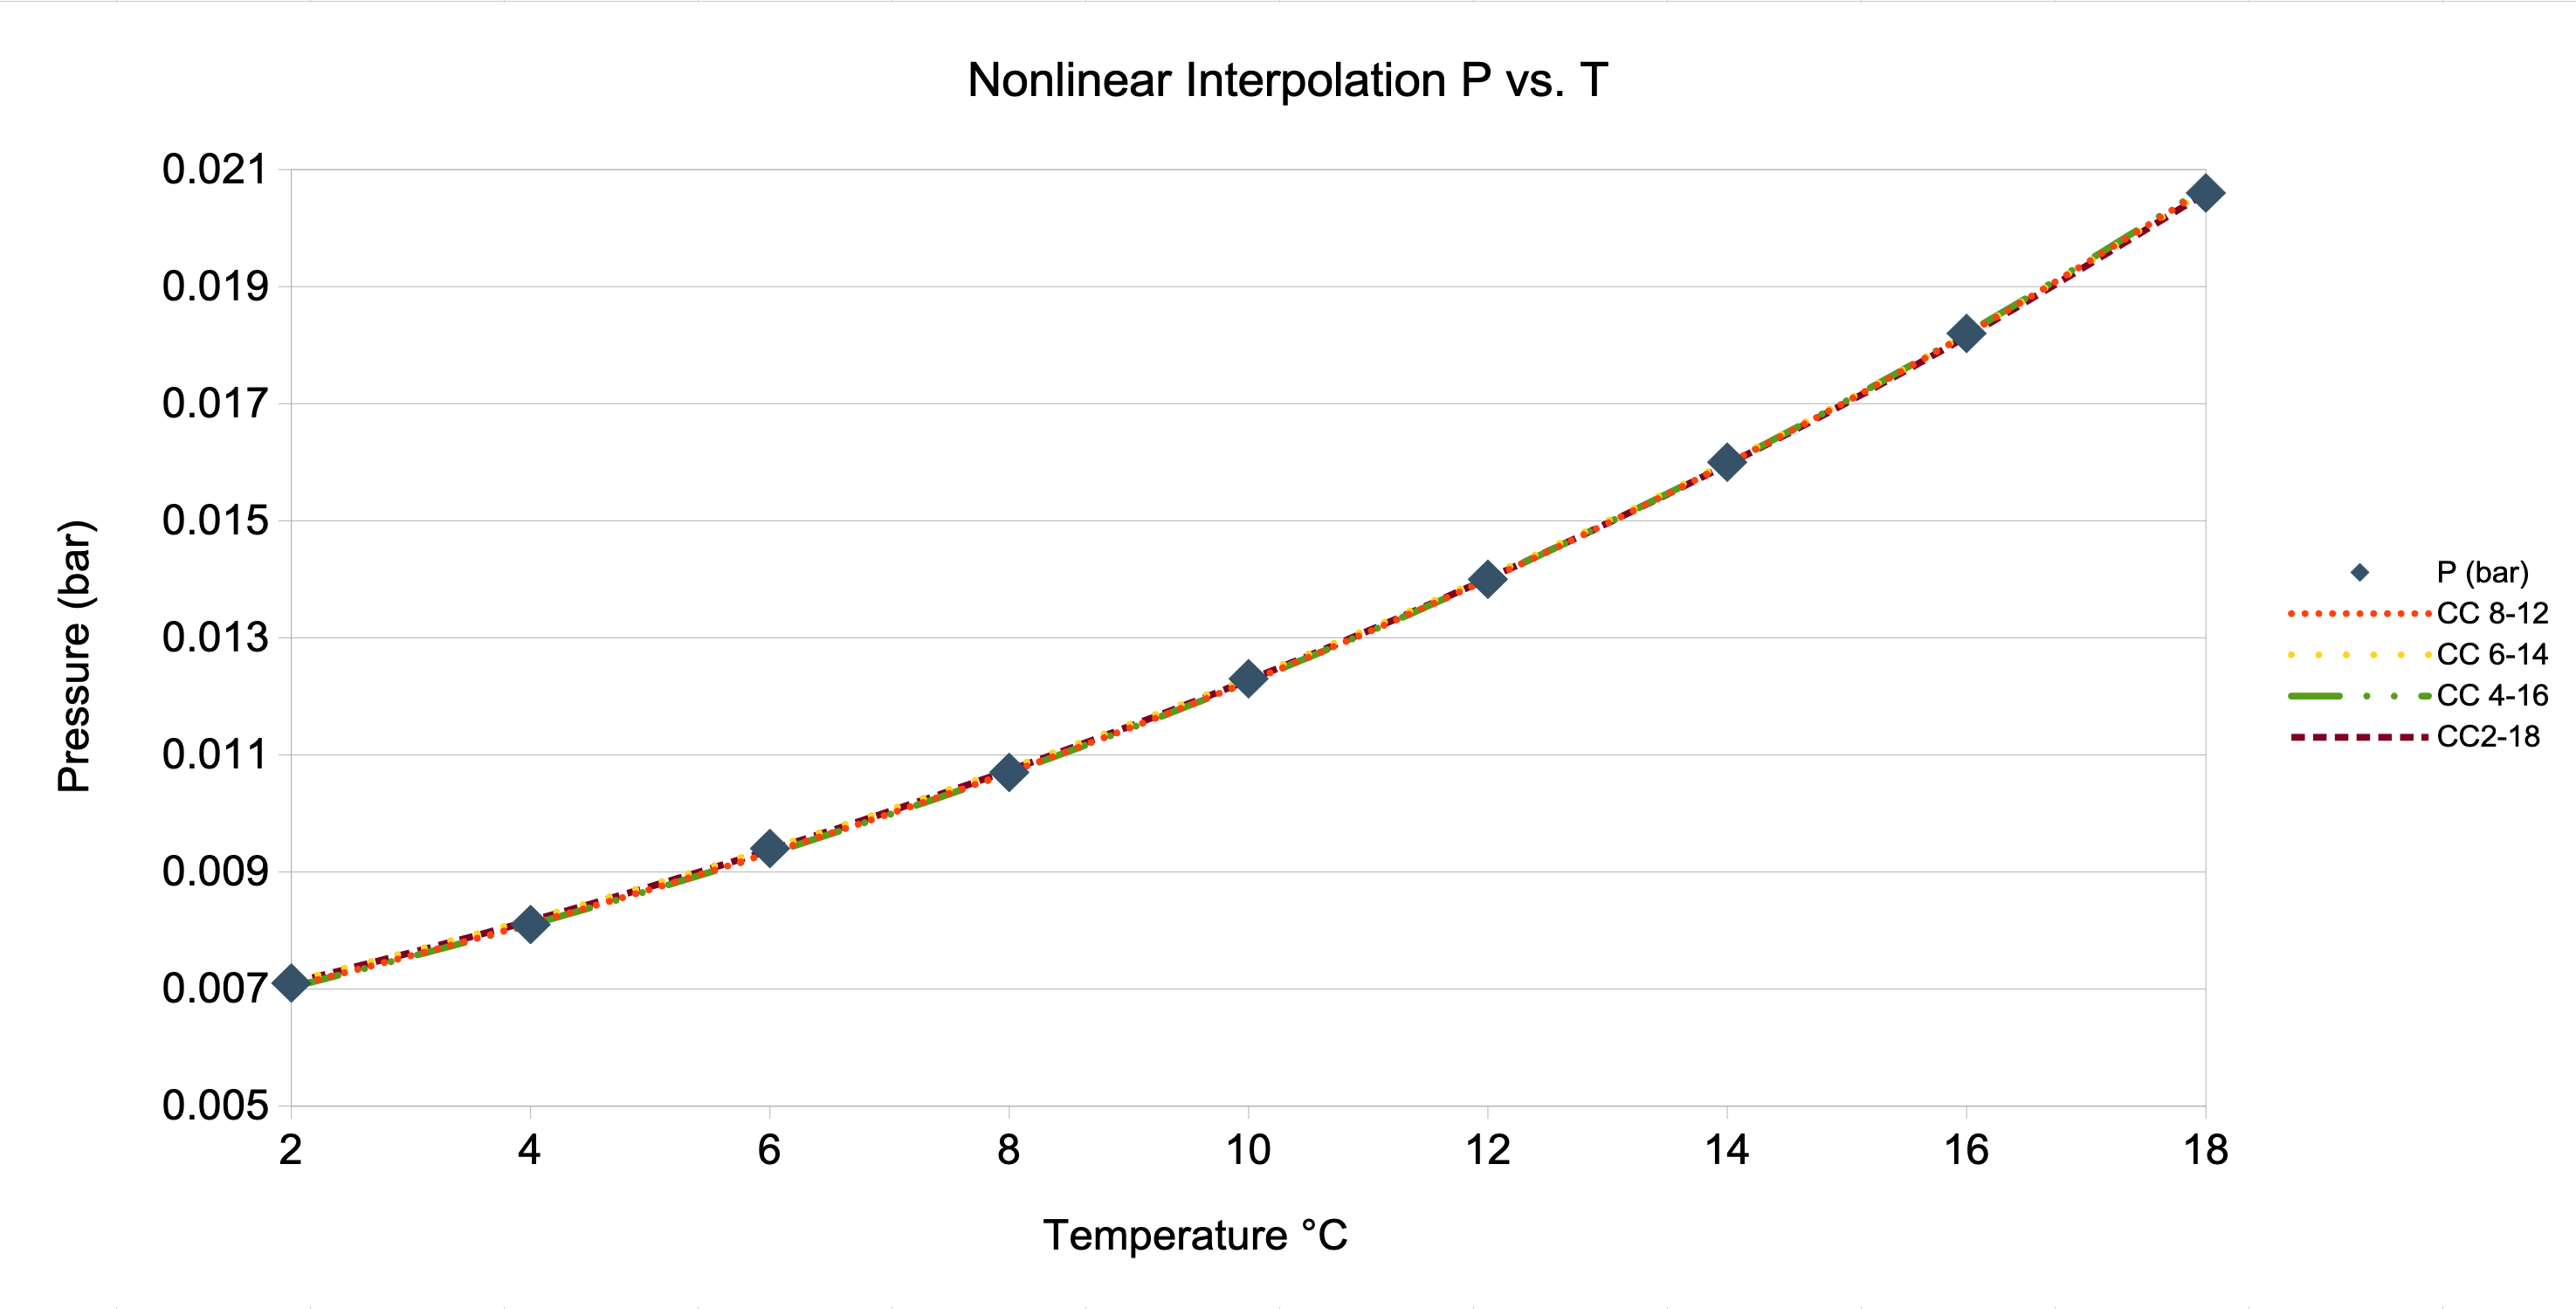 Nonlinear Interpolation P vs. T
0.021
0.019
0.017
0.015
0.013
0.011
0.009
0.007
0.005
Pressure (bar)
2 4 6 8 10 12 14 16 18
Temperature °C
P (bar)
CC 8-12
CC 6-14
CC 4-16
CC2-18